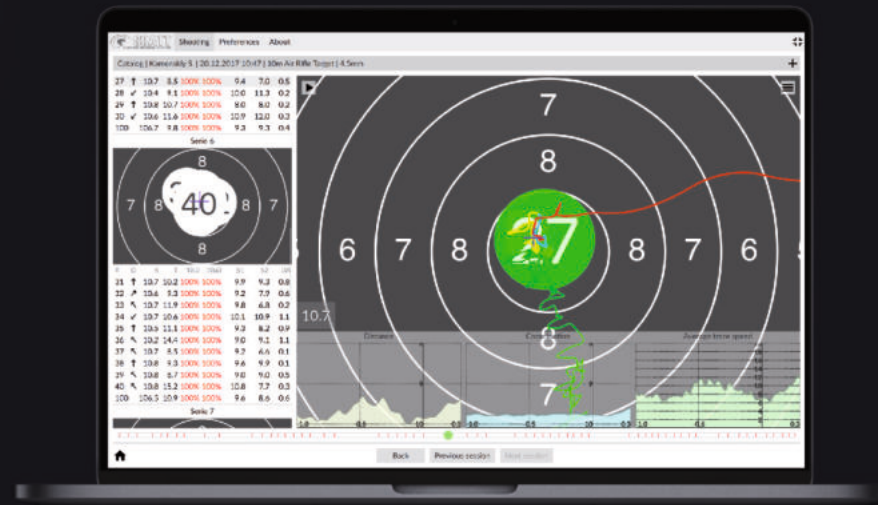 SCATT Shooting Preferences About
Catalog | Kamenskiy S. | 20.12.2017 10:47 | 10m Air Rifle Target | 4.5mm
27 ↑ 10.7 8.5 100% 100% 9.4 7.0 0.5
28 ↙ 10.4 9.1 100% 100% 10.0 11.3 0.2
29 ↑ 10.8 10.7 100% 100% 8.0 8.0 0.2
30 ↙ 10.6 11.6 100% 100% 10.9 12.0 0.3
100 106.7 9.8 100% 100% 9.3 9.3 0.4
Serie 6
8
7 8 40 8 7
8
31 ↑ 10.7 10.2 100% 100% 9.9 9.3 0.8
32 ↗ 10.6 9.3 100% 100% 9.2 7.9 0.6
33 ↖ 10.7 11.9 100% 100% 9.8 6.8 0.2
34 ↙ 10.7 10.6 100% 100% 10.1 10.9 1.1
35 ↑ 10.5 11.1 100% 100% 9.3 8.2 0.9
36 ↖ 10.2 14.4 100% 100% 9.0 9.1 1.1
37 ↖ 10.7 8.5 100% 100% 9.2 6.6 0.1
38 ↑ 10.8 9.3 100% 100% 9.6 9.9 0.1
39 ↖ 10.8 8.7 100% 100% 9.0 9.0 0.5
40 ↖ 10.8 15.2 100% 100% 10.8 7.7 0.3
100 106.5 10.9 100% 100% 9.6 8.6 0.6
Serie 7
7
8
6 7 8 37 8 7 6
10.7
8
7
Distance
Average trace speed
Back Previous session Next session